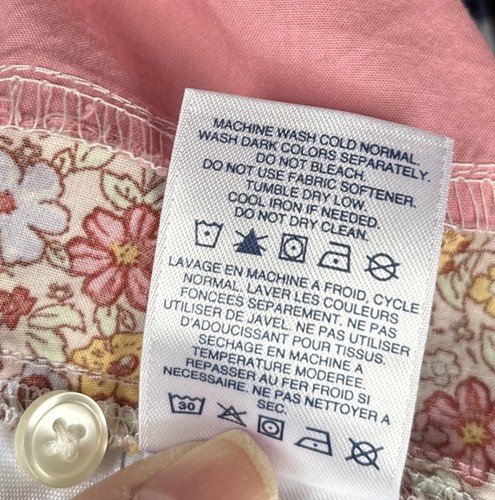 MACHINE WASH COLD NORMAL
WASH DARK COLORS SEPARATELY.
DO NOT BLEACH.
DO NOT USE FABRIC SOFTENER.
TUMBLE DRY LOW.
COOL IRON IF NEEDED.
DO NOT DRY CLEAN.
LAVAGE EN MACHINE A FROID, CYCLE
NORMAL. LAVER LES COULEURS
FONCEES SEPAREMENT. NE PAS
UTILISER DE JAVEL. NE PAS UTILISER
D'ADOUCISSANT POUR TISSUS.
SECHAGE EN MACHINE A
TEMPERATURE MODEREE.
REPASSER AU FER FROID SI
NECESSAIRE. NE PAS NETTOYER A
SEC.
30